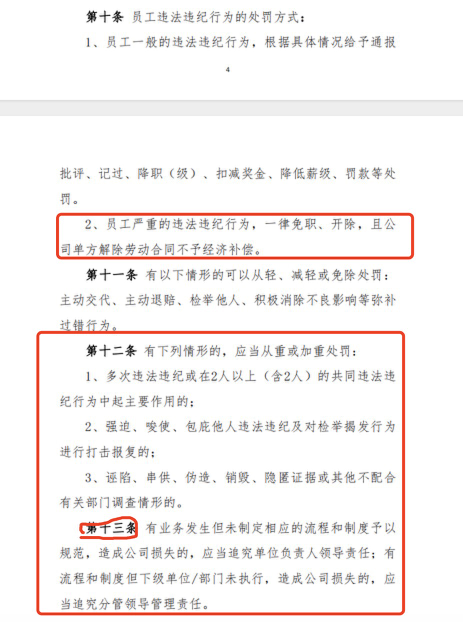 第十条 员工违法违纪行为的处罚方式：
1、员工一般的违法违纪行为，根据具体情况给予通报
4
批评、记过、降职（级）、扣减奖金、降低薪级、罚款等处
罚。
2、员工严重的违法违纪行为，一律免职、开除，且公
司单方解除劳动合同不予经济补偿。
第十一条 有以下情形的可以从轻、减轻或免除处罚：
主动交代、主动退赔、检举他人、积极消除不良影响等弥补
过错行为。
第十二条 有下列情形的，应当从重或加重处罚：
1、多次违法违纪或在2人以上（含2人）的共同违法违
纪行为中起主要作用的；
2、强迫、唆使、包庇他人违法违纪及对检举揭发行为
进行打击报复的；
3、诬陷、串供、伪造、销毁、隐匿证据或其他不配合
有关部门调查情形的。
第十三条 有业务发生但未制定相应的流程和制度予以
规范，造成公司损失的，应当追究单位负责人领导责任；有
流程和制度但下级单位/部门未执行，造成公司损失的，应
当追究分管领导管理责任。